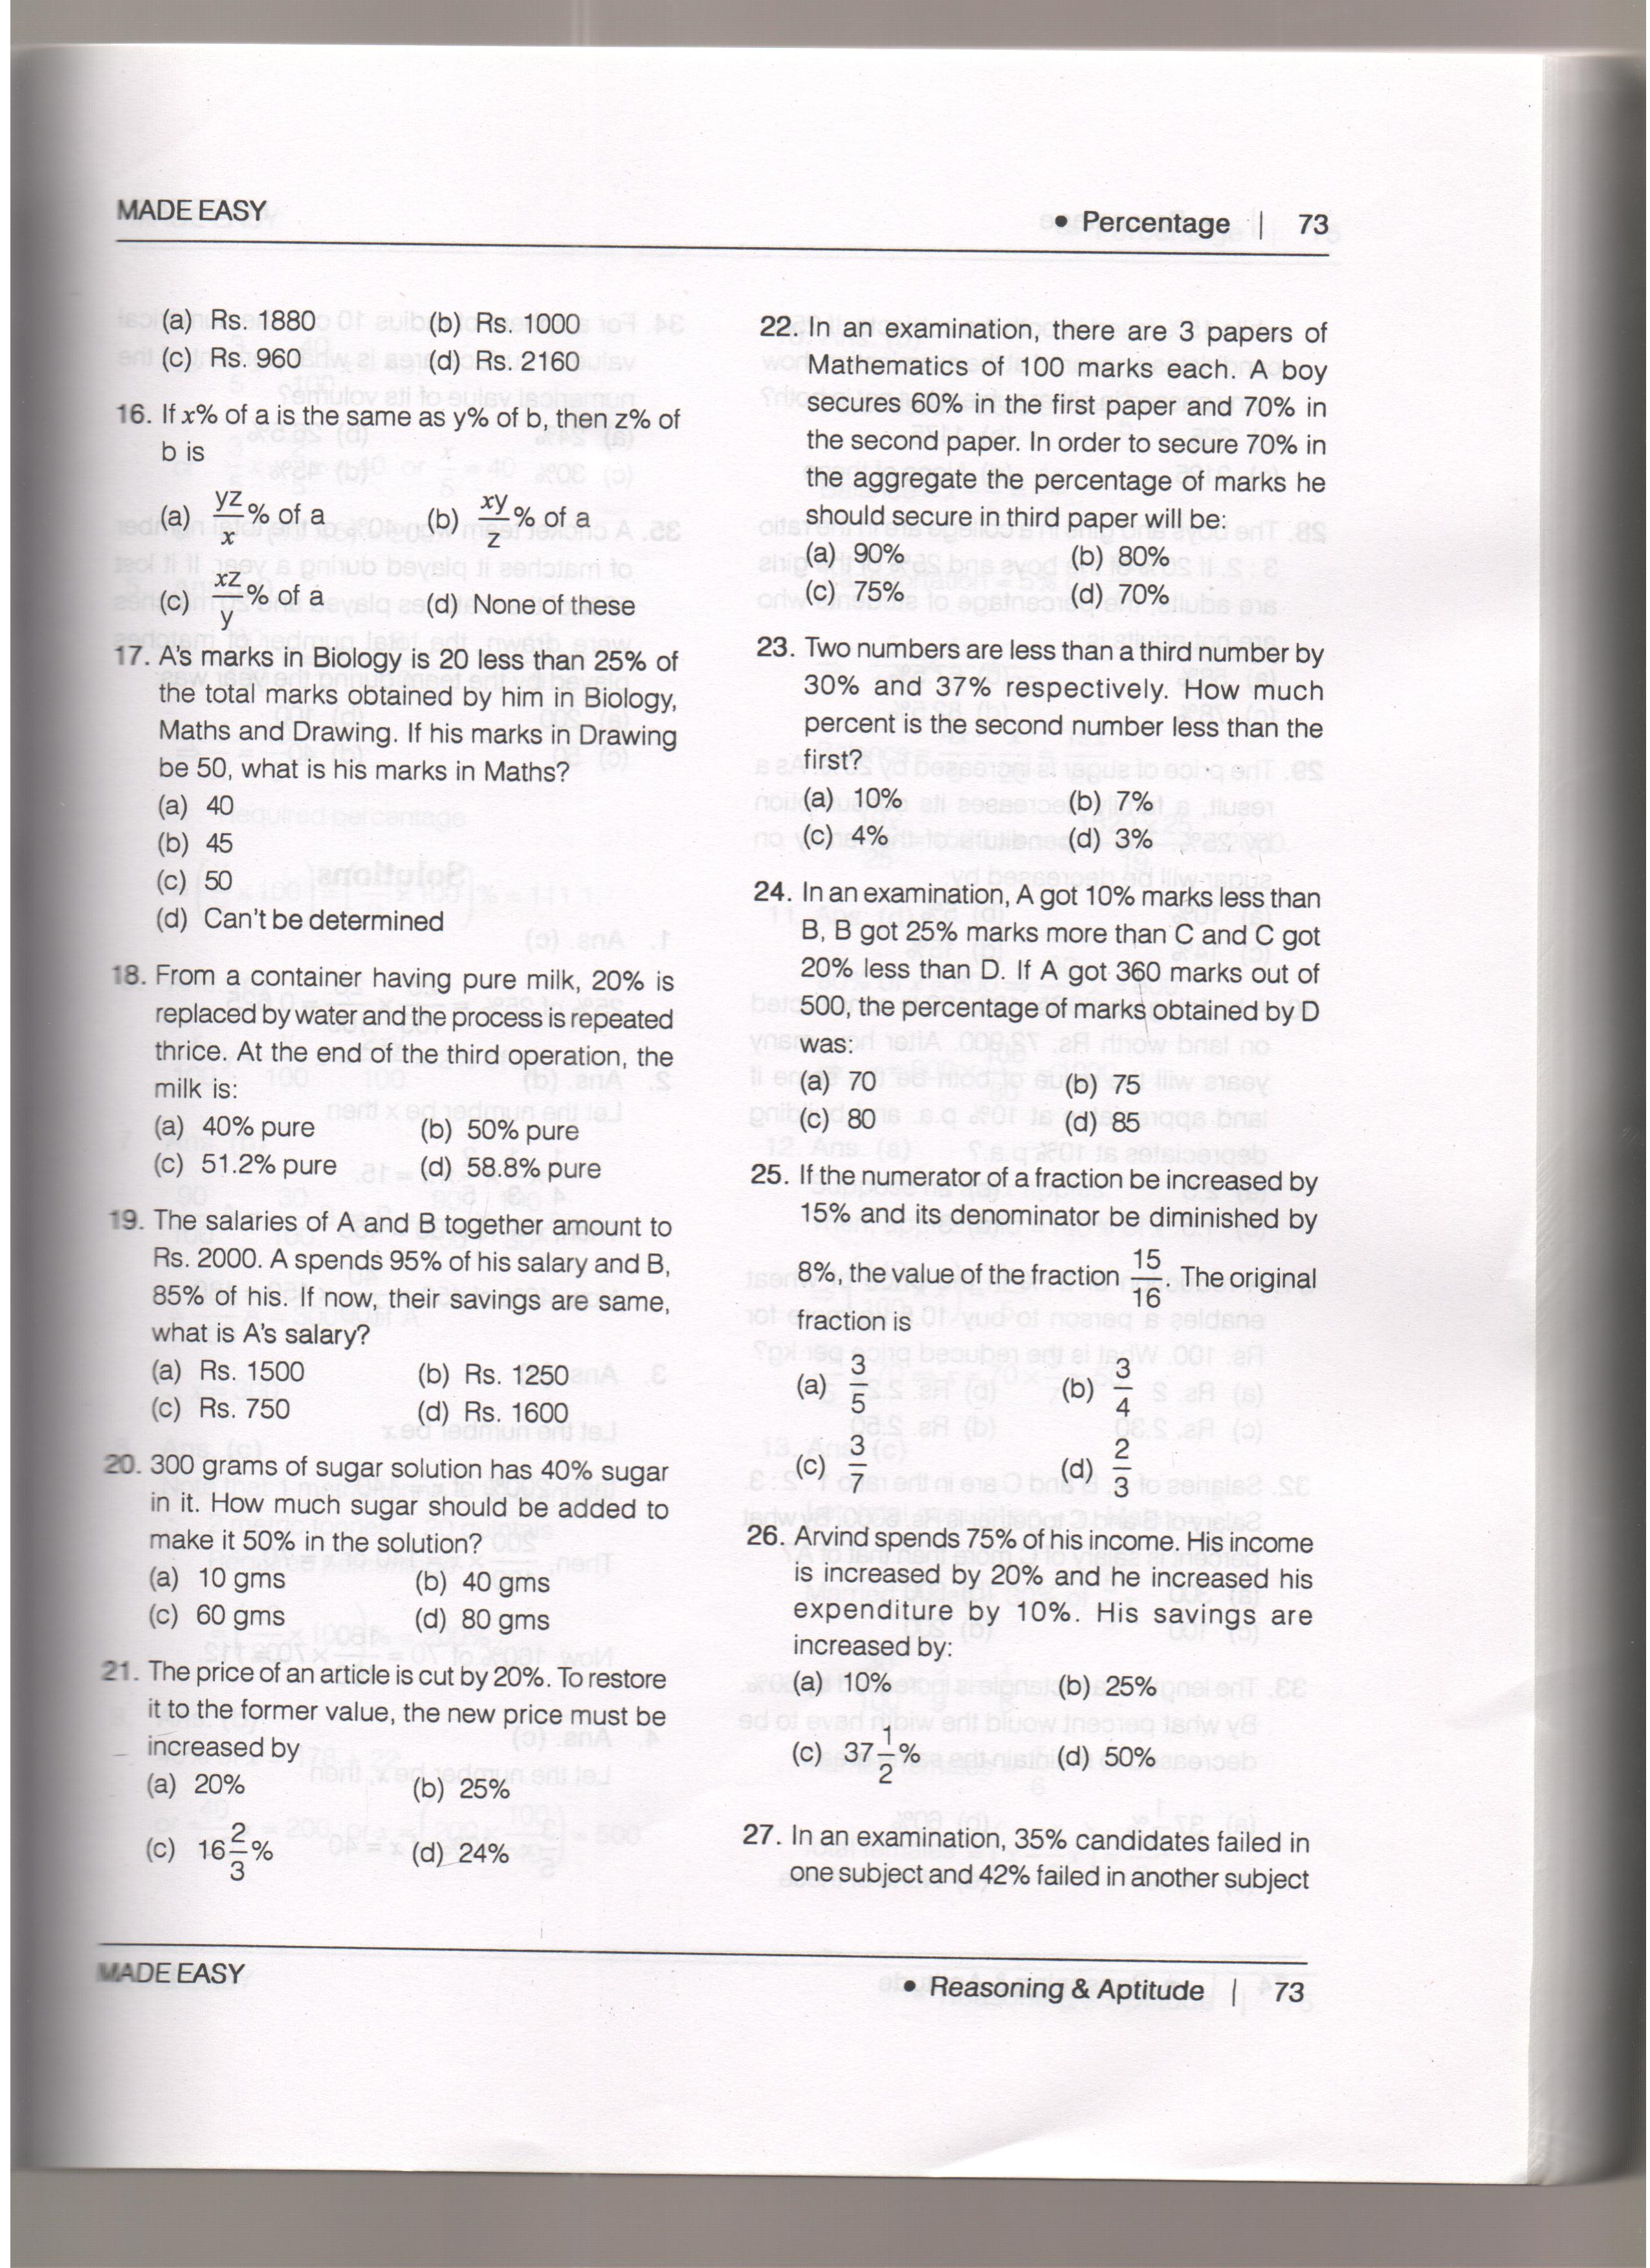 MADE EASY
• Percentage | 73
(a) Rs. 1880 (b) Rs. 1000
(c) Rs. 960 (d) Rs. 2160
16. If x% of a is the same as y% of b, then z% of
b is
(a) yz/x % of a (b) xy/z % of a
(c) xz/y % of a (d) None of these
17. A's marks in Biology is 20 less than 25% of
the total marks obtained by him in Biology,
Maths and Drawing. If his marks in Drawing
be 50, what is his marks in Maths?
(a) 40
(b) 45
(c) 50
(d) Can't be determined
18. From a container having pure milk, 20% is
replaced by water and the process is repeated
thrice. At the end of the third operation, the
milk is:
(a) 40% pure (b) 50% pure
(c) 51.2% pure (d) 58.8% pure
19. The salaries of A and B together amount to
Rs. 2000. A spends 95% of his salary and B,
85% of his. If now, their savings are same,
what is A's salary?
(a) Rs. 1500 (b) Rs. 1250
(c) Rs. 750 (d) Rs. 1600
20. 300 grams of sugar solution has 40% sugar
in it. How much sugar should be added to
make it 50% in the solution?
(a) 10 gms (b) 40 gms
(c) 60 gms (d) 80 gms
21. The price of an article is cut by 20%. To restore
it to the former value, the new price must be
increased by
(a) 20% (b) 25%
(c) 16 2/3 % (d) 24%
22. In an examination, there are 3 papers of
Mathematics of 100 marks each. A boy
secures 60% in the first paper and 70% in
the second paper. In order to secure 70% in
the aggregate the percentage of marks he
should secure in third paper will be:
(a) 90% (b) 80%
(c) 75% (d) 70%
23. Two numbers are less than a third number by
30% and 37% respectively. How much
percent is the second number less than the
first?
(a) 10% (b) 7%
(c) 4% (d) 3%
24. In an examination, A got 10% marks less than
B, B got 25% marks more than C and C got
20% less than D. If A got 360 marks out of
500, the percentage of marks obtained by D
was:
(a) 70 (b) 75
(c) 80 (d) 85
25. If the numerator of a fraction be increased by
15% and its denominator be diminished by
8%, the value of the fraction 15/16. The original
fraction is
(a) 3/5 (b) 3/4
(c) 3/7 (d) 2/3
26. Arvind spends 75% of his income. His income
is increased by 20% and he increased his
expenditure by 10%. His savings are
increased by:
(a) 10% (b) 25%
(c) 37 1/2 % (d) 50%
27. In an examination, 35% candidates failed in
one subject and 42% failed in another subject
MADE EASY
• Reasoning & Aptitude | 73